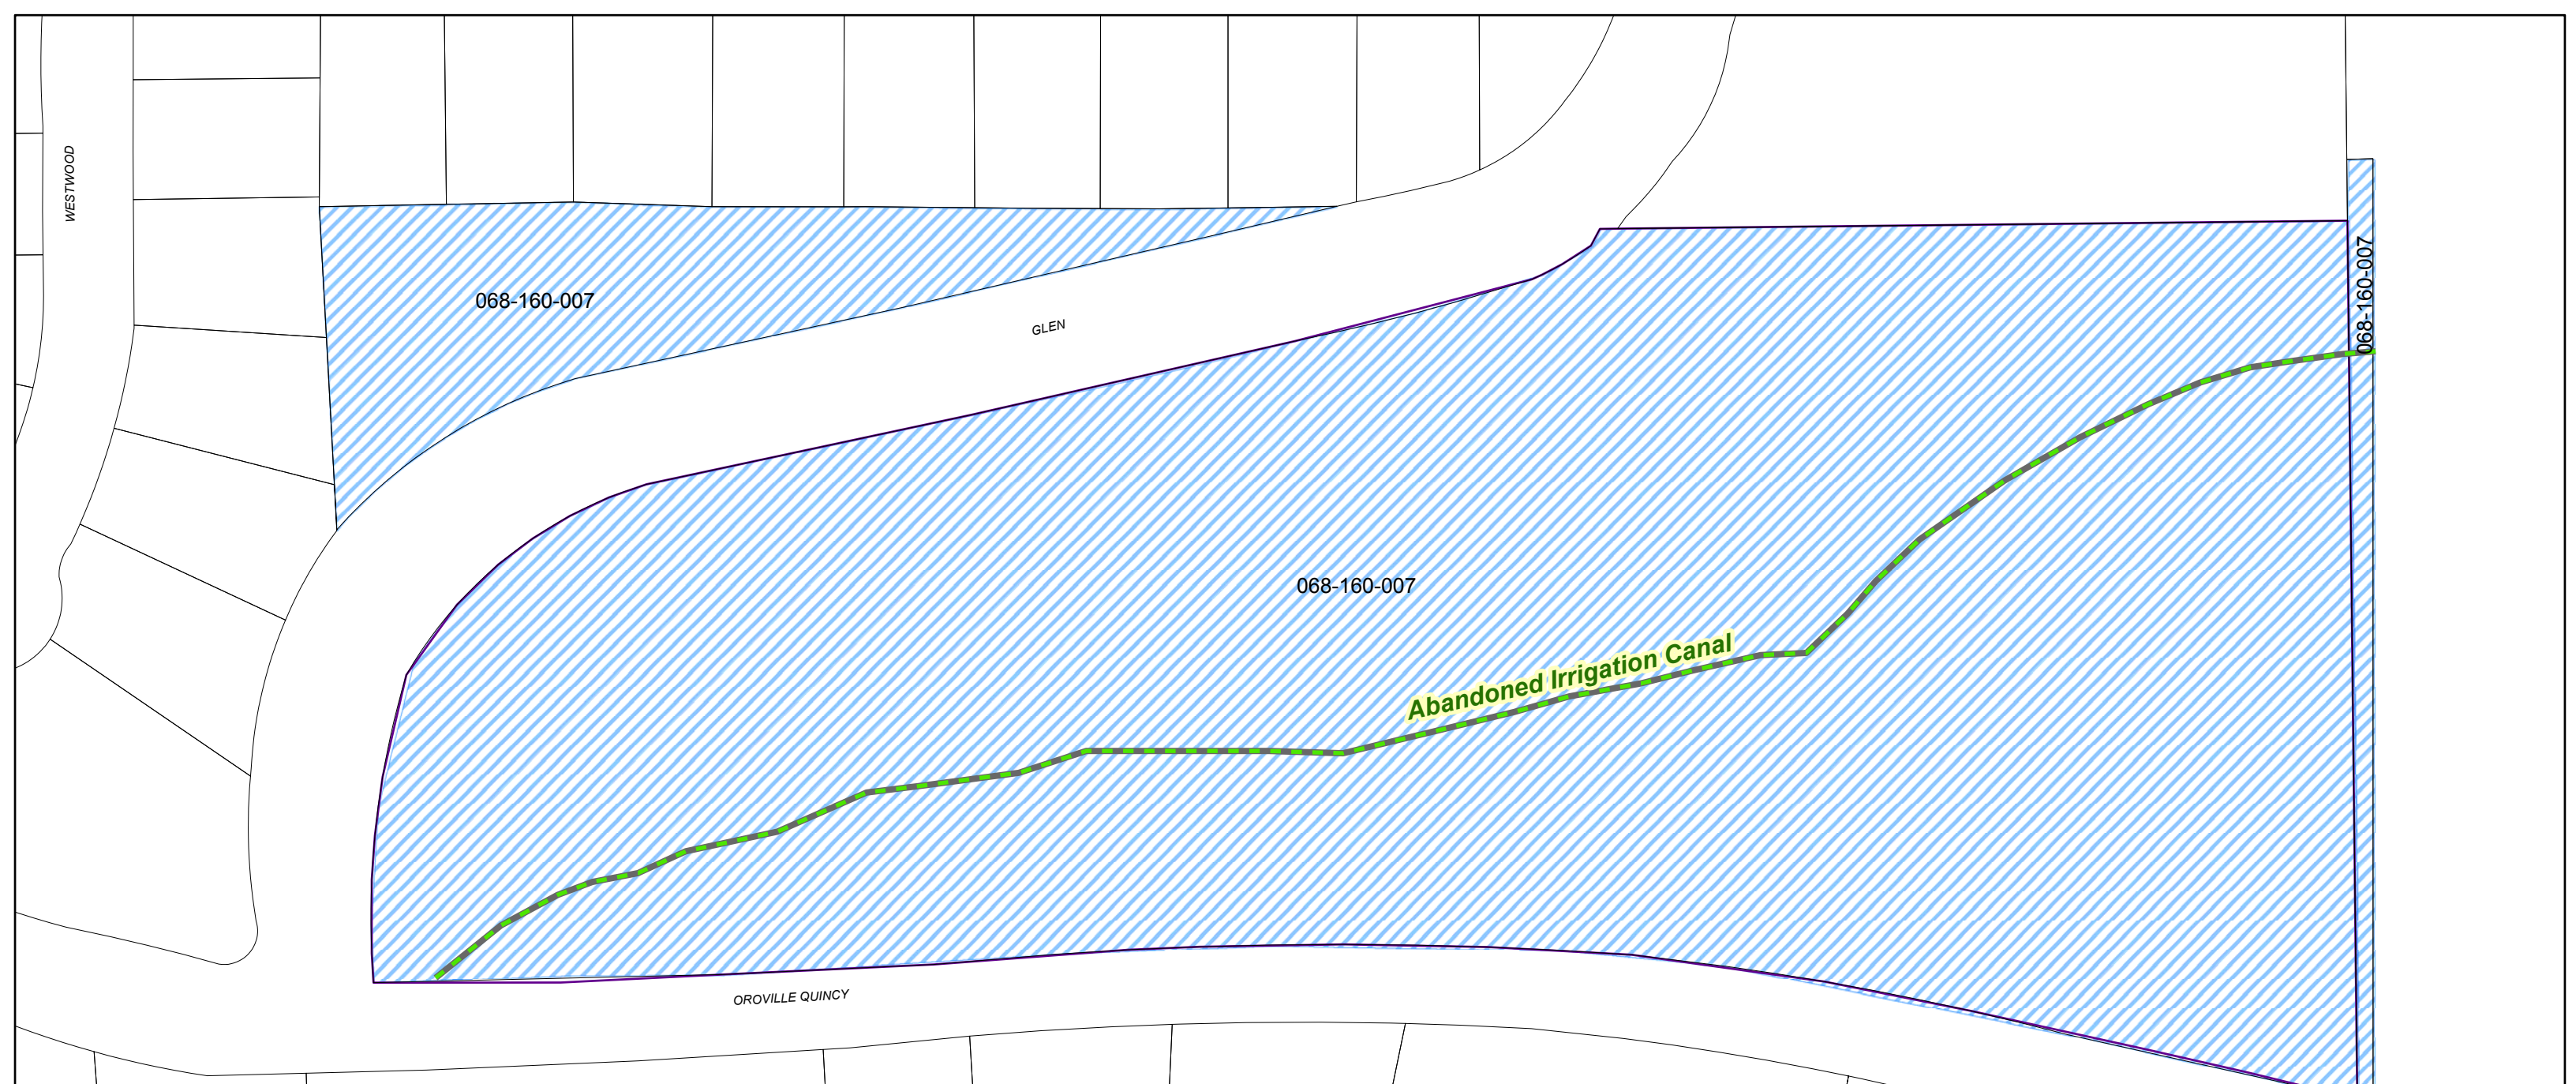 WESTWOOD
068-160-007
068-160-007
GLEN
068-160-007
Abandoned Irrigation Canal
OROVILLE QUINCY